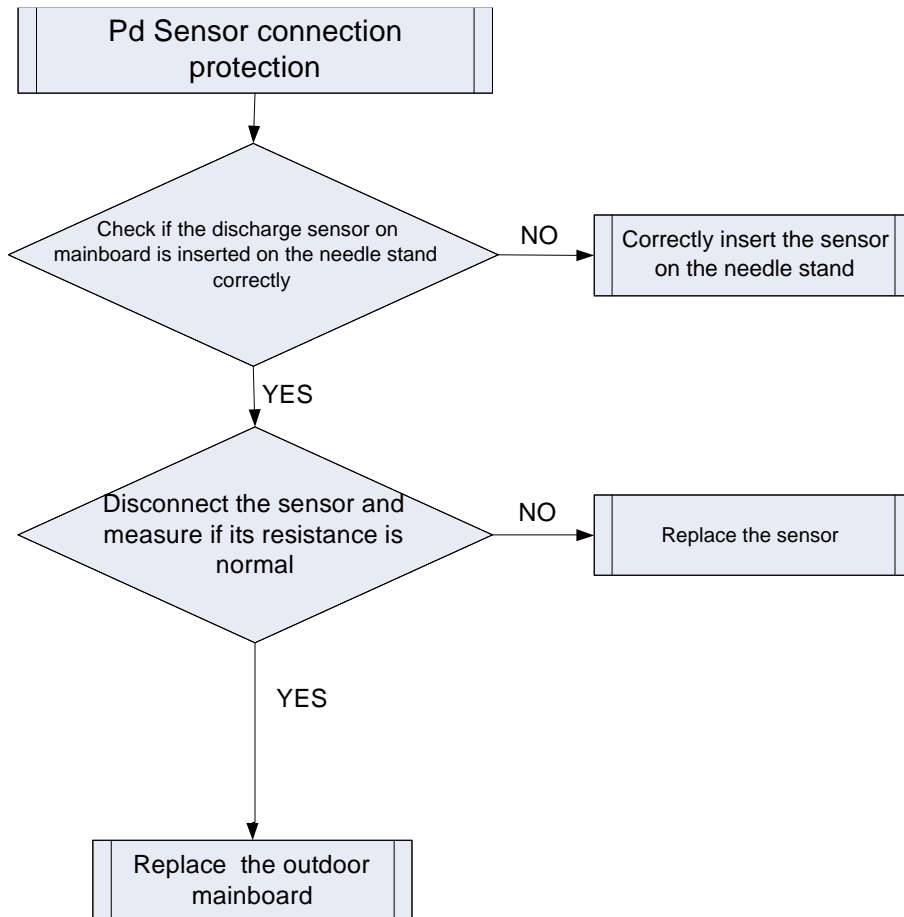 Pd Sensor connection
protection
Check if the discharge sensor on
mainboard is inserted on the needle stand
correctly
NO
Correctly insert the sensor
on the needle stand
YES
Disconnect the sensor and
measure if its resistance is
normal
NO
Replace the sensor
YES
Replace the outdoor
mainboard